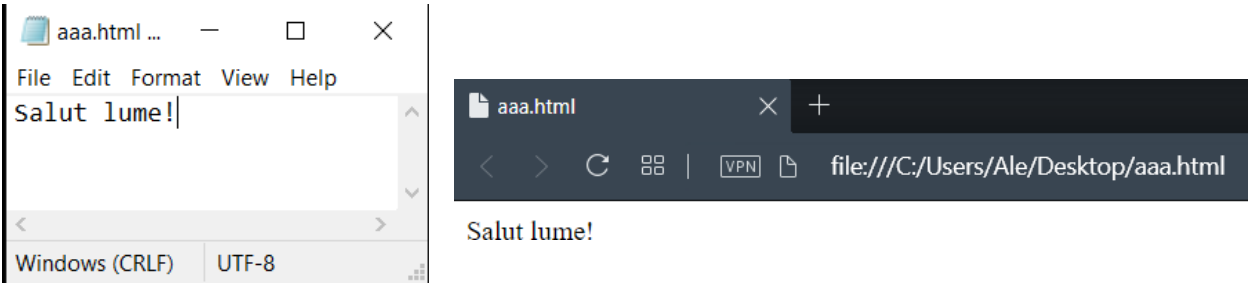 aaa.html ...
File Edit Format View Help
Salut lume!
Windows (CRLF) UTF-8
aaa.html
VPN file:///C:/Users/Ale/Desktop/aaa.html
Salut lume!